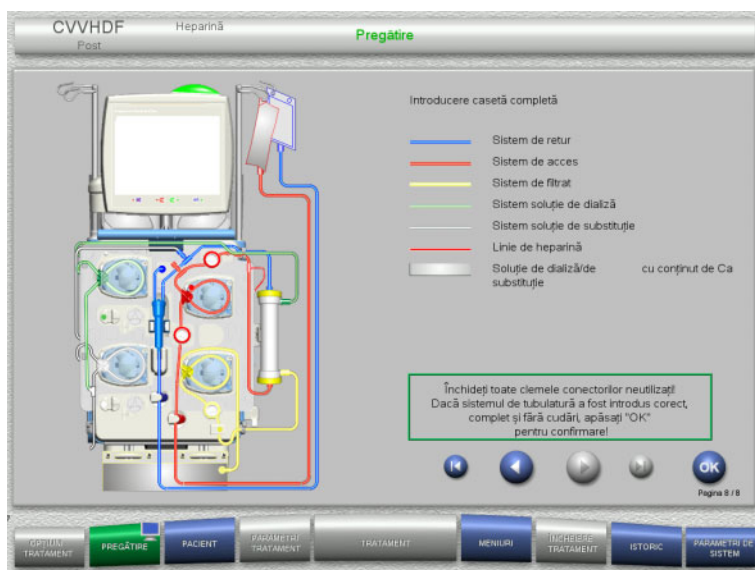 CVVHDF
Heparină
Post
Pregătire
Introducere casetă completă
Sistem de retur
Sistem de acces
Sistem de filtrat
Sistem soluție de dializă
Sistem soluție de substituție
Linie de heparină
Soluție de dializă/de cu conținut de Ca
substituție
Închideți toate clemele conectorilor neutilizați!
Dacă sistemul de tubulatură a fost introdus corect,
complet și fără cudări, apăsați "OK"
pentru confirmare!
OK
Pagina 8 / 8
OPȚIUNI
TRATAMENT
PREGĂTIRE
PACIENT
PARAMETRI
TRATAMENT
TRATAMENT
MENIURI
ÎNCHEIERE
TRATAMENT
ISTORIC
PARAMETRI DE
SISTEM